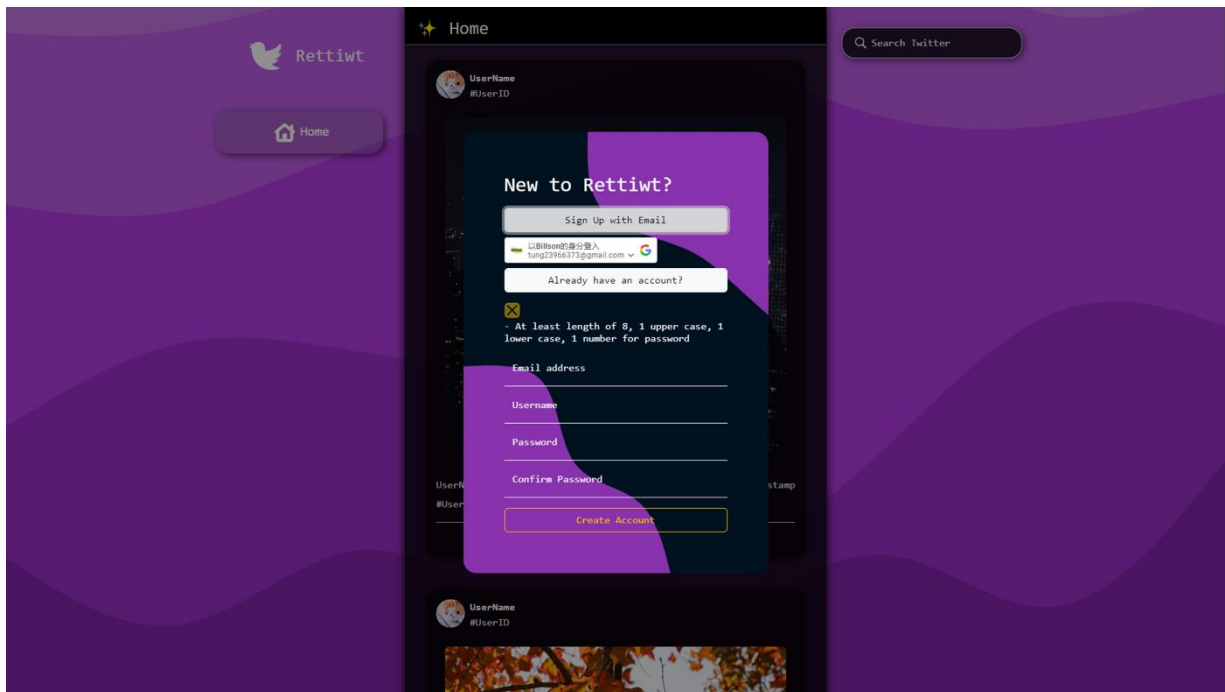 Rettiwt
Home
Home
Search Twitter
UserName
#UserID
New to Rettiwt?
Sign Up with Email
以Billson的身分登入
tung23966373@gmail.com
Already have an account?
- At least length of 8, 1 upper case, 1
lower case, 1 number for password
Email address
Username
Password
Confirm Password
Create Account
UserN
stamp
#User
UserName
#UserID